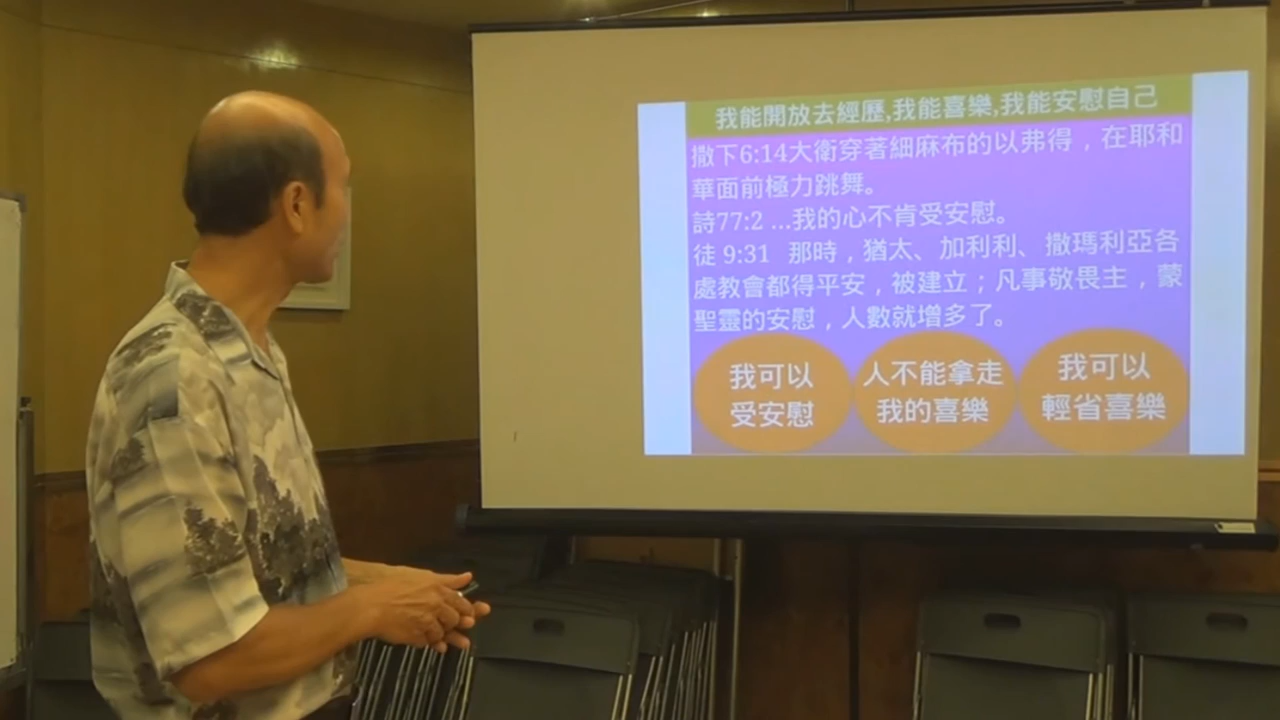 我能開放去經歷,我能喜樂,我能安慰自己
撒下6:14大衛穿著細麻布的以弗得，在耶和
華面前極力跳舞。
詩77:2 ...我的心不肯受安慰。
徒 9:31 那時，猶太、加利利、撒瑪利亞各
處教會都得平安，被建立；凡事敬畏主，蒙
聖靈的安慰，人數就增多了。
我可以
受安慰
人不能拿走
我的喜樂
我可以
輕省喜樂